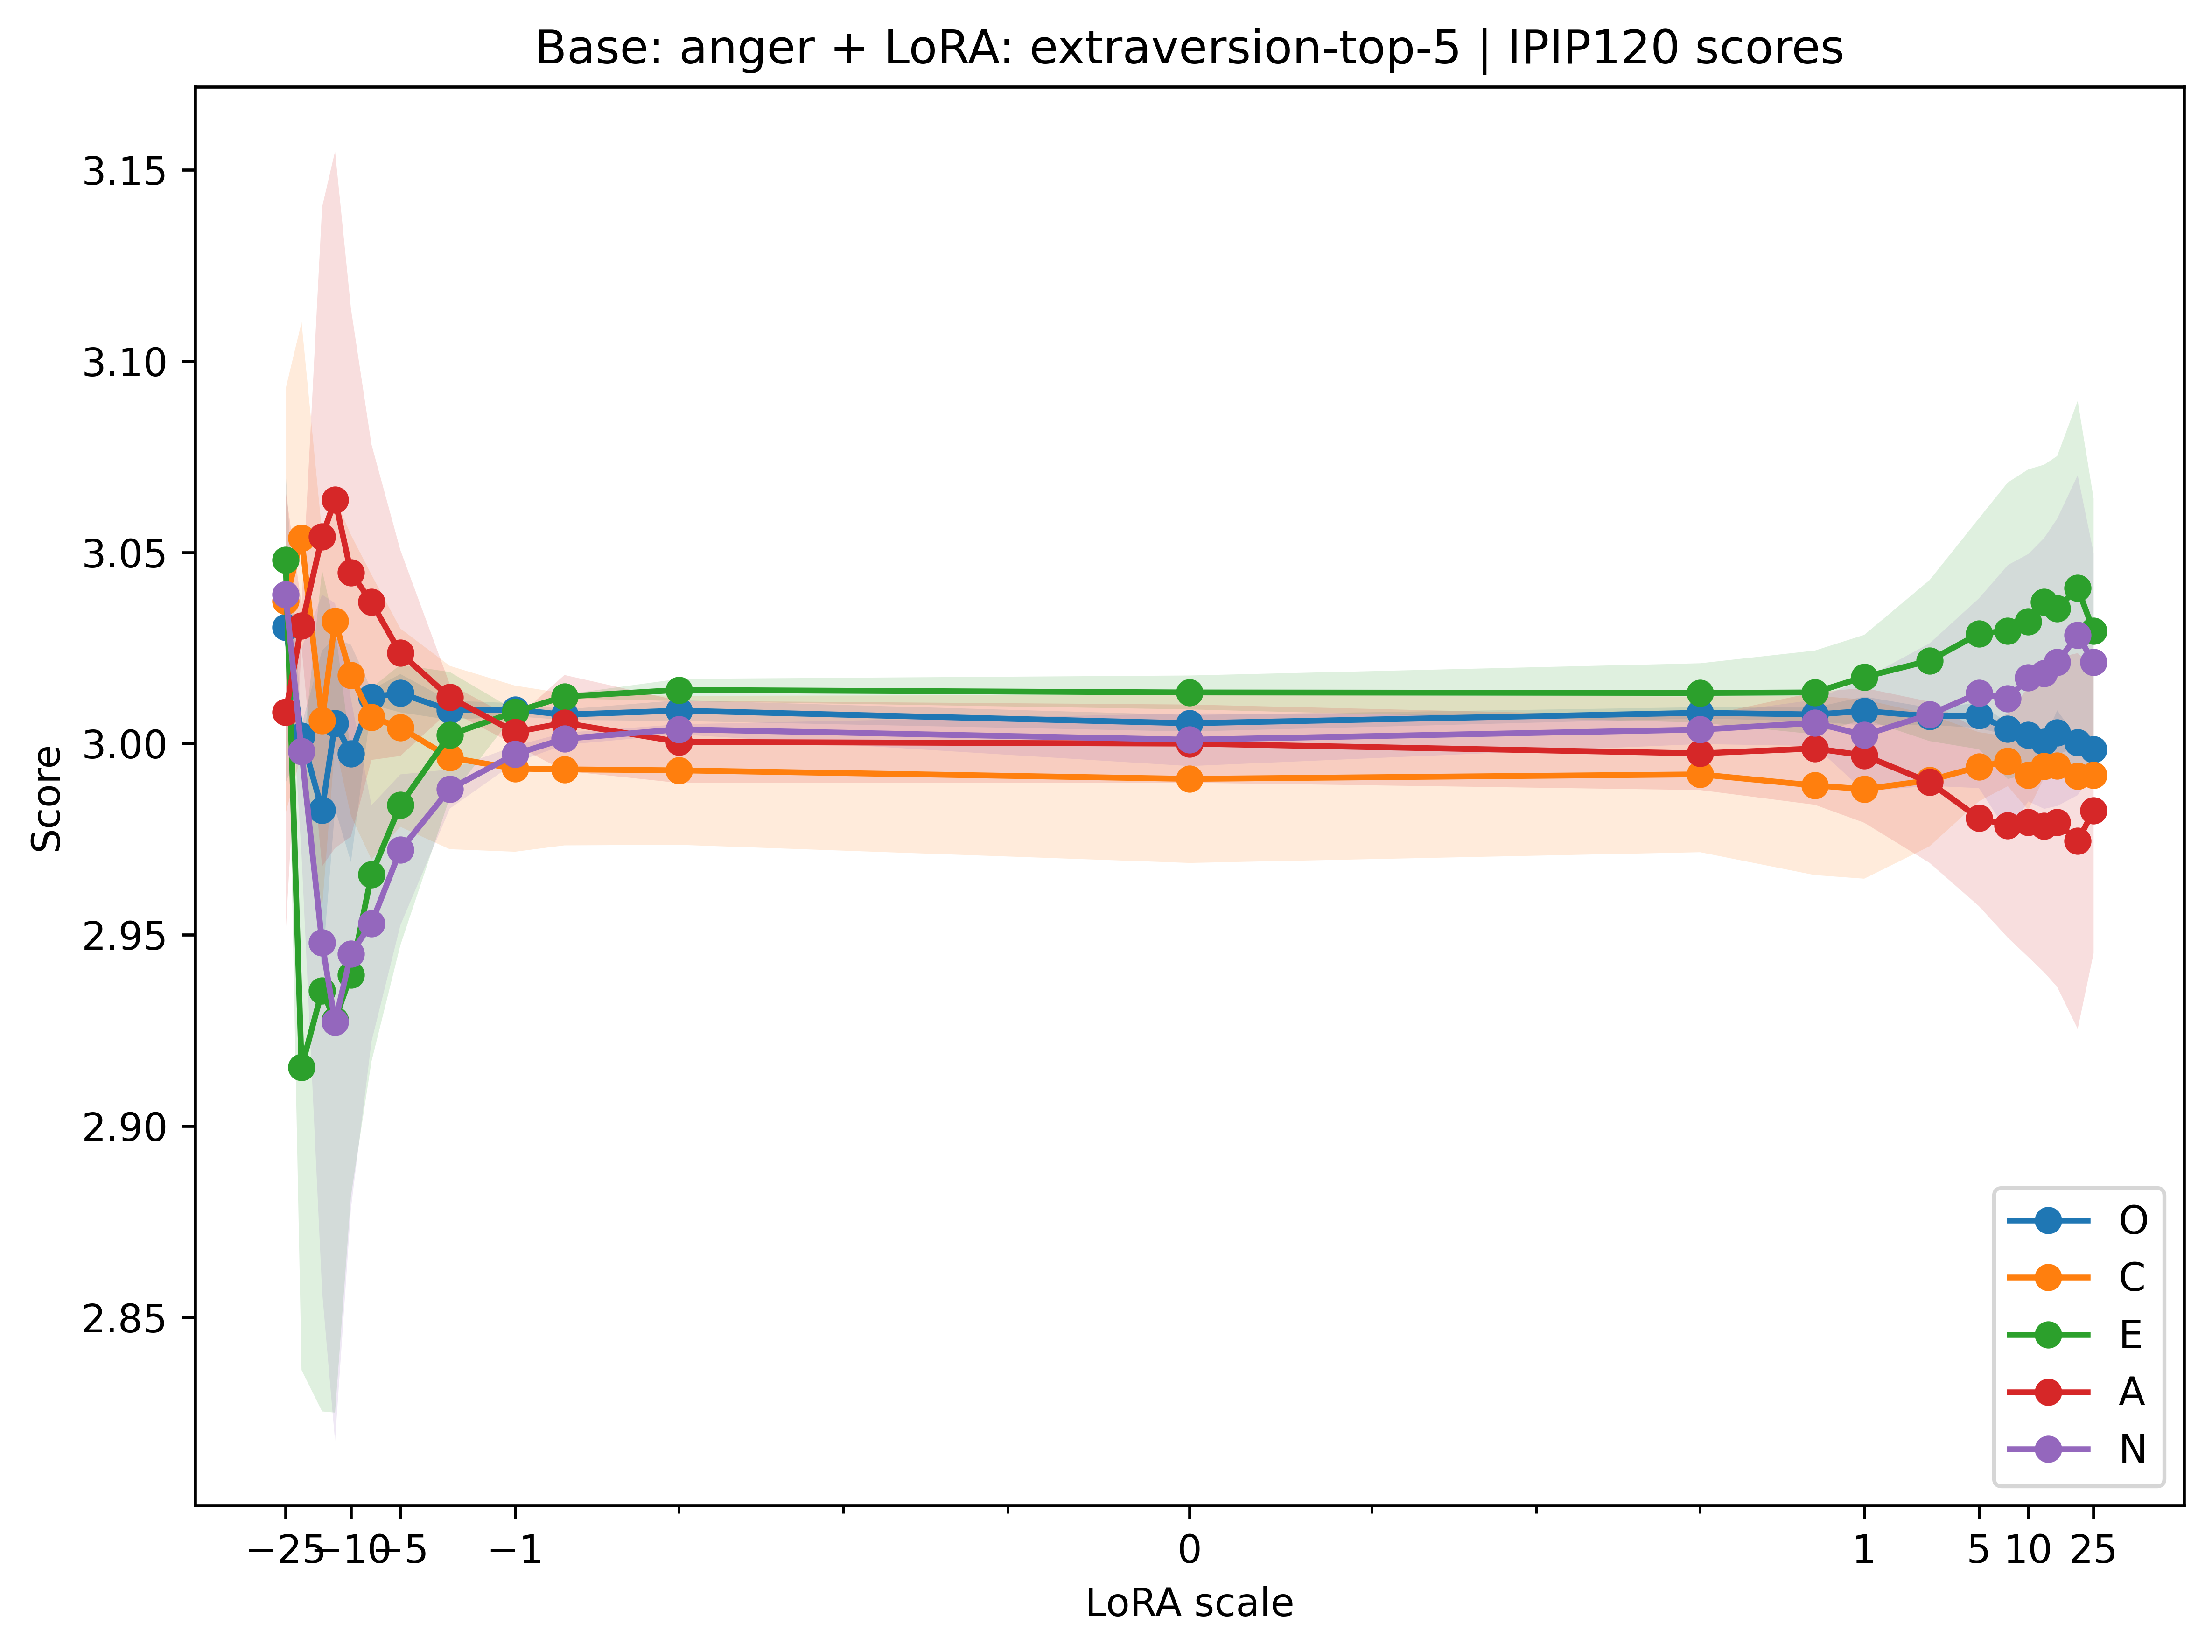 Base: anger + LoRA: extraversion-top-5 | IPIP120 scores
3.15
3.10
3.05
3.00
2.95
2.90
2.85
Score
−25
−10
−5
−1
0
1
5
10
25
LoRA scale
O
C
E
A
N